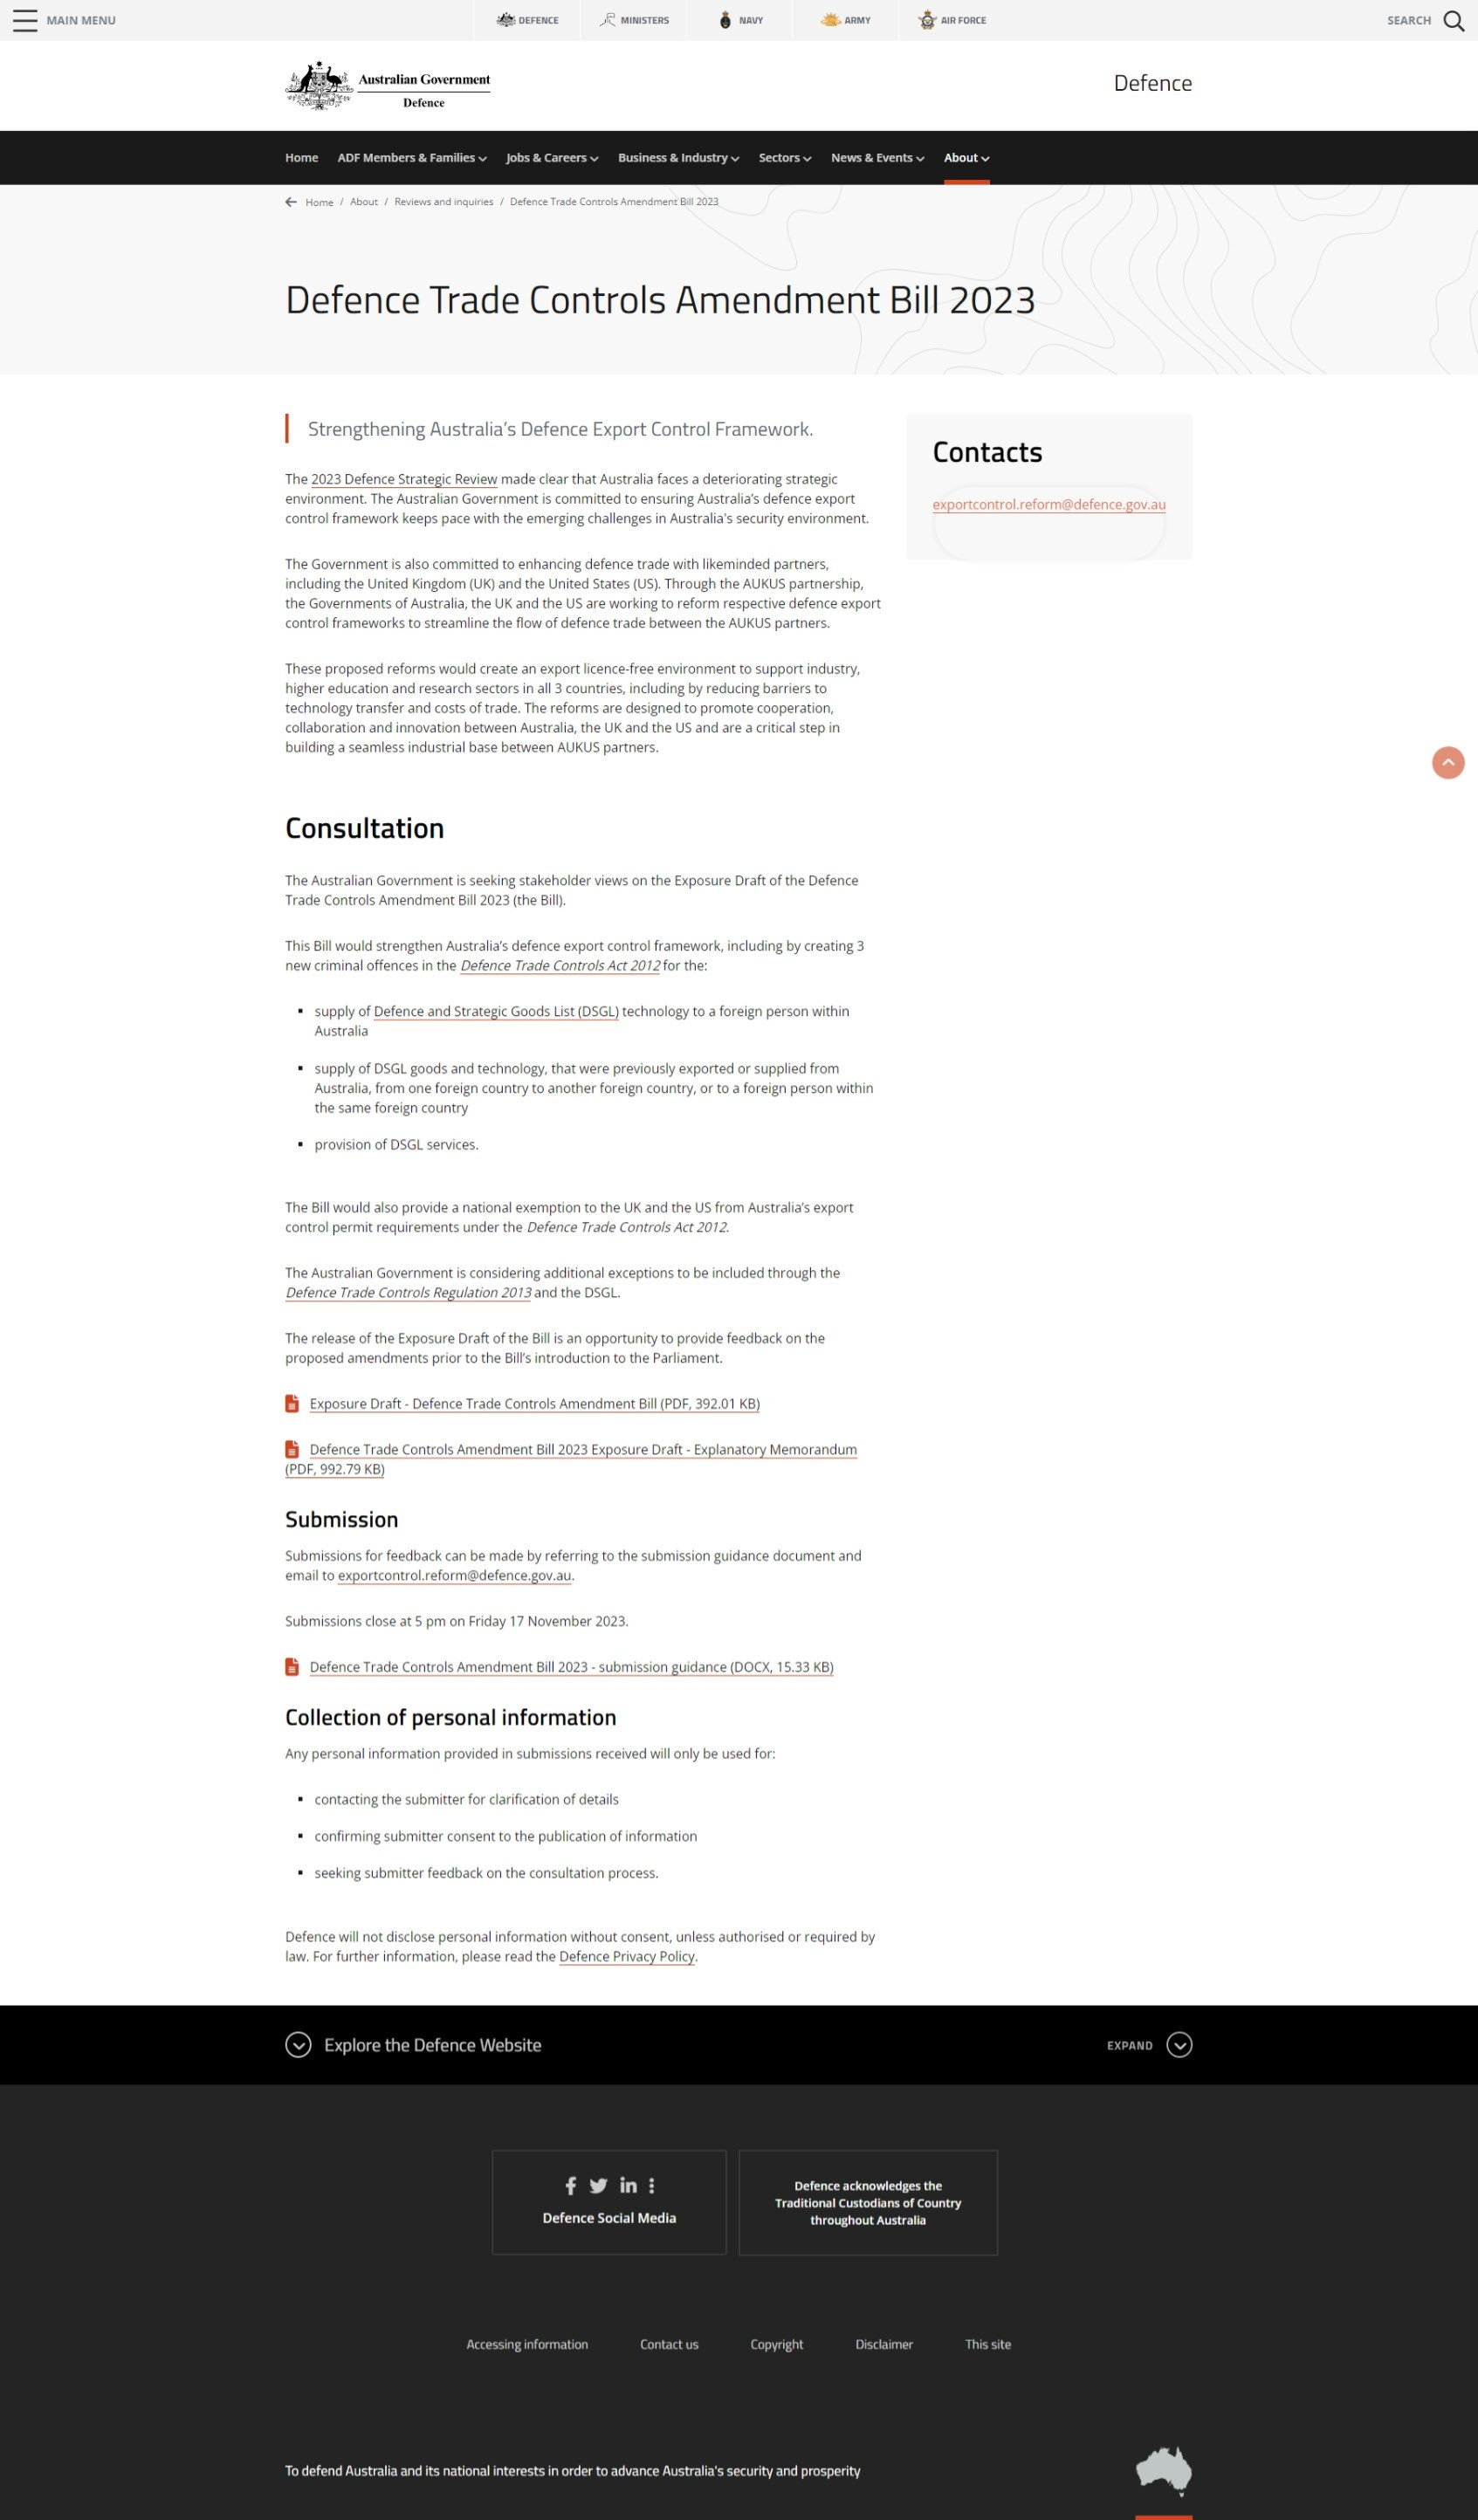 MAIN MENU
DEFENCE
MINISTERS
NAVY
ARMY
AIR FORCE
SEARCH
Australian Government
Defence
Defence
Home
ADF Members & Families
Jobs & Careers
Business & Industry
Sectors
News & Events
About
Home / About / Reviews and inquiries / Defence Trade Controls Amendment Bill 2023
Defence Trade Controls Amendment Bill 2023
Strengthening Australia’s Defence Export Control Framework.
The 2023 Defence Strategic Review made clear that Australia faces a deteriorating strategic
environment. The Australian Government is committed to ensuring Australia’s defence export
control framework keeps pace with the emerging challenges in Australia's security environment.
The Government is also committed to enhancing defence trade with likeminded partners,
including the United Kingdom (UK) and the United States (US). Through the AUKUS partnership,
the Governments of Australia, the UK and the US are working to reform respective defence export
control frameworks to streamline the flow of defence trade between the AUKUS partners.
These proposed reforms would create an export licence-free environment to support industry,
higher education and research sectors in all 3 countries, including by reducing barriers to
technology transfer and costs of trade. The reforms are designed to promote cooperation,
collaboration and innovation between Australia, the UK and the US and are a critical step in
building a seamless industrial base between AUKUS partners.
Contacts
exportcontrol.reform@defence.gov.au
Consultation
The Australian Government is seeking stakeholder views on the Exposure Draft of the Defence
Trade Controls Amendment Bill 2023 (the Bill).
This Bill would strengthen Australia’s defence export control framework, including by creating 3
new criminal offences in the Defence Trade Controls Act 2012 for the:
▪ supply of Defence and Strategic Goods List (DSGL) technology to a foreign person within
Australia
▪ supply of DSGL goods and technology, that were previously exported or supplied from
Australia, from one foreign country to another foreign country, or to a foreign person within
the same foreign country
▪ provision of DSGL services.
The Bill would also provide a national exemption to the UK and the US from Australia’s export
control permit requirements under the Defence Trade Controls Act 2012.
The Australian Government is considering additional exceptions to be included through the
Defence Trade Controls Regulation 2013 and the DSGL.
The release of the Exposure Draft of the Bill is an opportunity to provide feedback on the
proposed amendments prior to the Bill’s introduction to the Parliament.
Exposure Draft - Defence Trade Controls Amendment Bill (PDF, 392.01 KB)
Defence Trade Controls Amendment Bill 2023 Exposure Draft - Explanatory Memorandum
(PDF, 992.79 KB)
Submission
Submissions for feedback can be made by referring to the submission guidance document and
email to exportcontrol.reform@defence.gov.au.
Submissions close at 5 pm on Friday 17 November 2023.
Defence Trade Controls Amendment Bill 2023 - submission guidance (DOCX, 15.33 KB)
Collection of personal information
Any personal information provided in submissions received will only be used for:
▪ contacting the submitter for clarification of details
▪ confirming submitter consent to the publication of information
▪ seeking submitter feedback on the consultation process.
Defence will not disclose personal information without consent, unless authorised or required by
law. For further information, please read the Defence Privacy Policy.
Explore the Defence Website
EXPAND
Defence Social Media
Defence acknowledges the
Traditional Custodians of Country
throughout Australia
Accessing information
Contact us
Copyright
Disclaimer
This site
To defend Australia and its national interests in order to advance Australia's security and prosperity